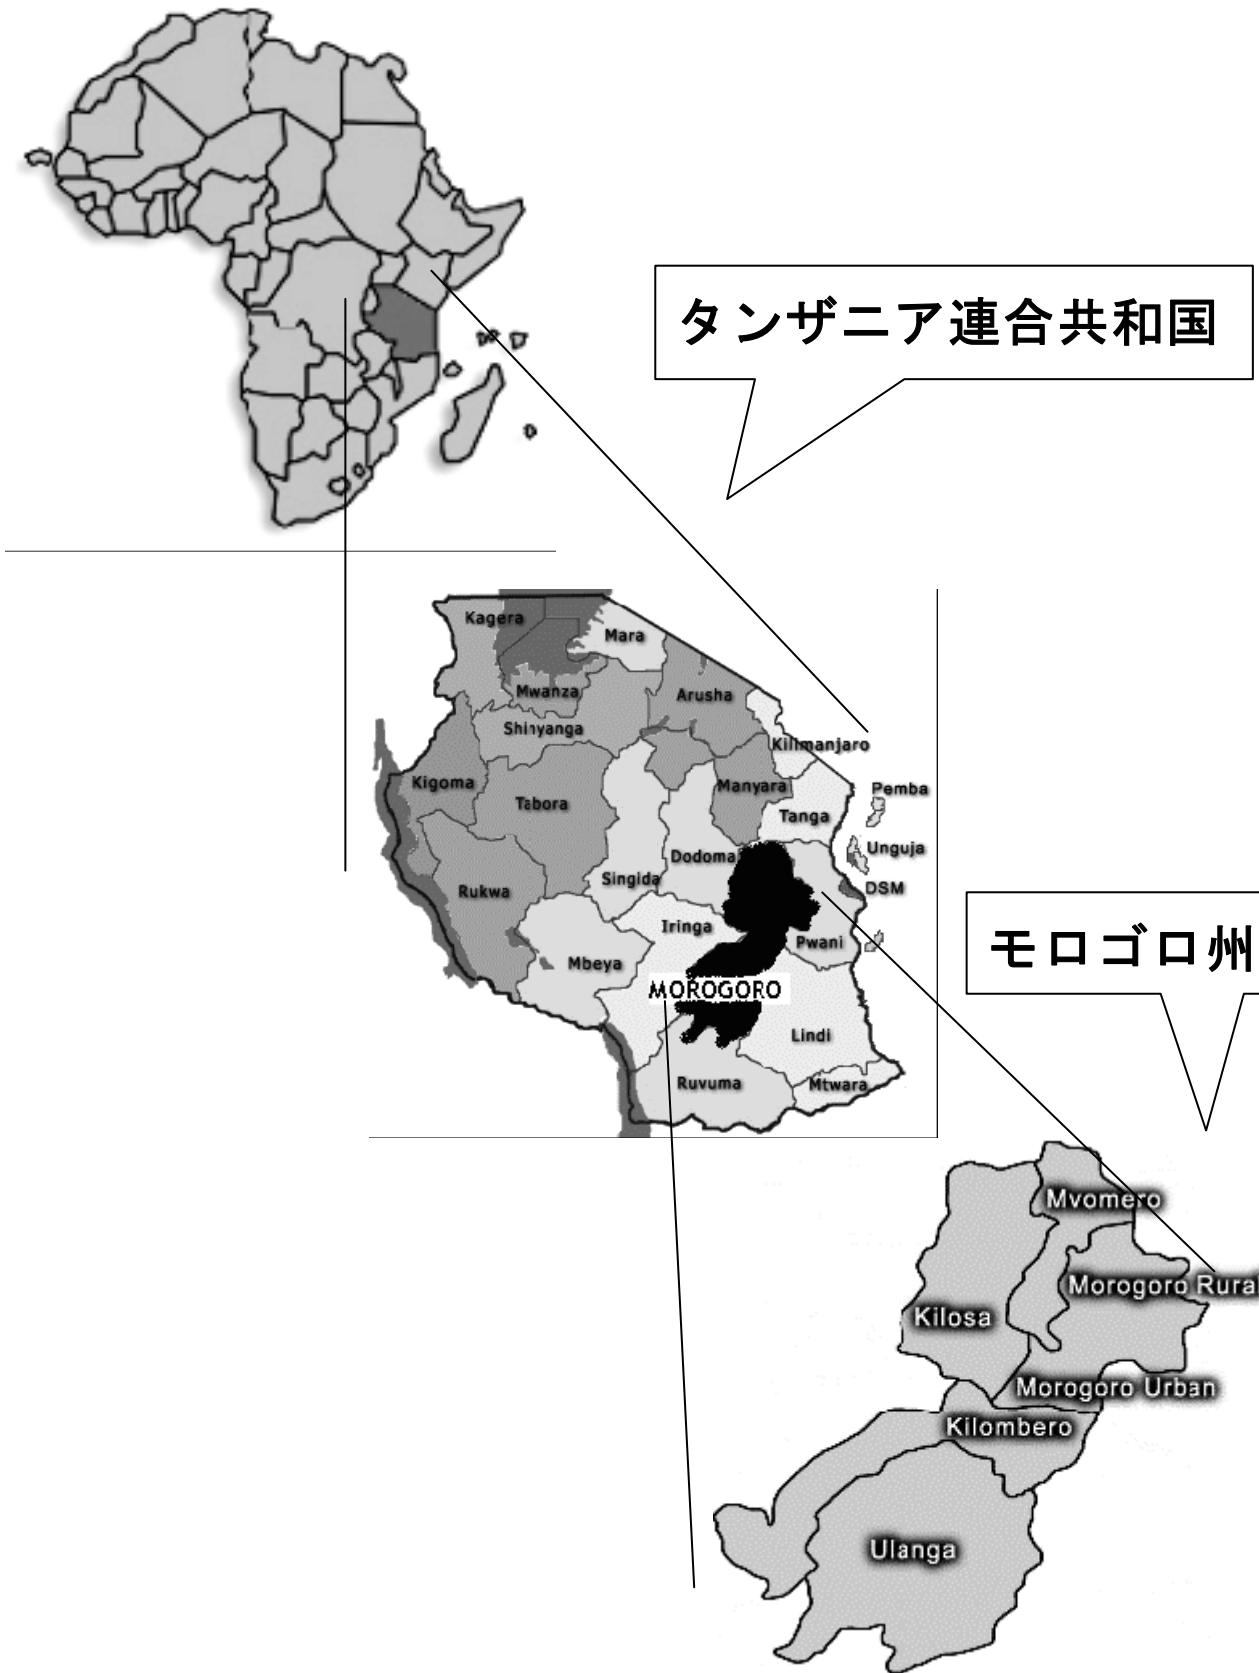 タンザニア連合共和国
Kagera
Mara
Mwanza
Arusha
Shinyanga
Kilimanjaro
Kigoma
Manyara
Pemba
Tabora
Tanga
Unguja
Dodoma
Singida
DSM
Rukwa
Iringa
Pwani
Mbeya
MOROGORO
Lindi
Ruvuma
Mtwara
モロゴロ州
Mvomero
Morogoro Rural
Kilosa
Morogoro Urban
Kilombero
Ulanga